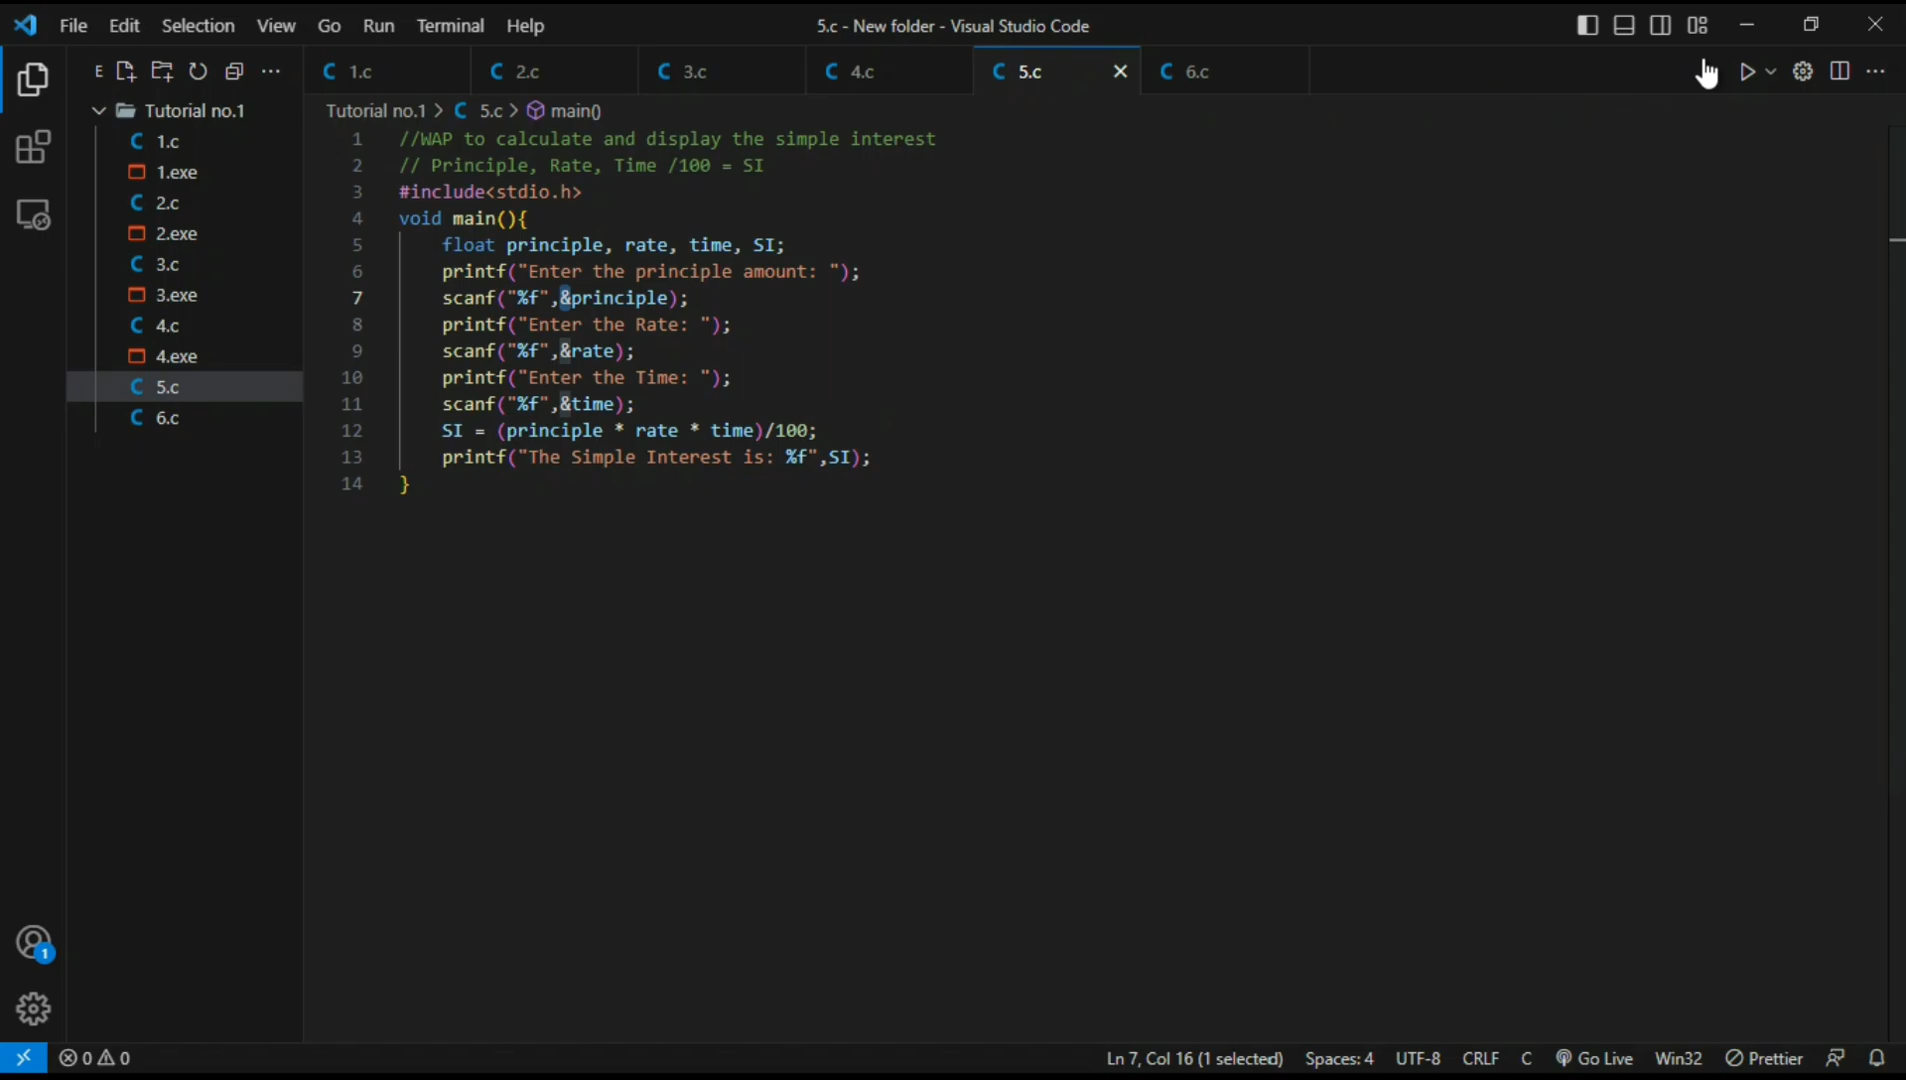 File Edit Selection View Go Run Terminal Help 5.c - New folder - Visual Studio Code
E
1.c 2.c 3.c 4.c 5.c 6.c
Tutorial no.1
1.c
1.exe
2.c
2.exe
3.c
3.exe
4.c
4.exe
5.c
6.c
Tutorial no.1 > 5.c > main()
1 //WAP to calculate and display the simple interest
2 // Principle, Rate, Time /100 = SI
3 #include<stdio.h>
4 void main(){
5 float principle, rate, time, SI;
6 printf("Enter the principle amount: ");
7 scanf("%f",&principle);
8 printf("Enter the Rate: ");
9 scanf("%f",&rate);
10 printf("Enter the Time: ");
11 scanf("%f",&time);
12 SI = (principle * rate * time)/100;
13 printf("The Simple Interest is: %f",SI);
14 }
1
0 0 Ln 7, Col 16 (1 selected) Spaces: 4 UTF-8 CRLF C Go Live Win32 Prettier